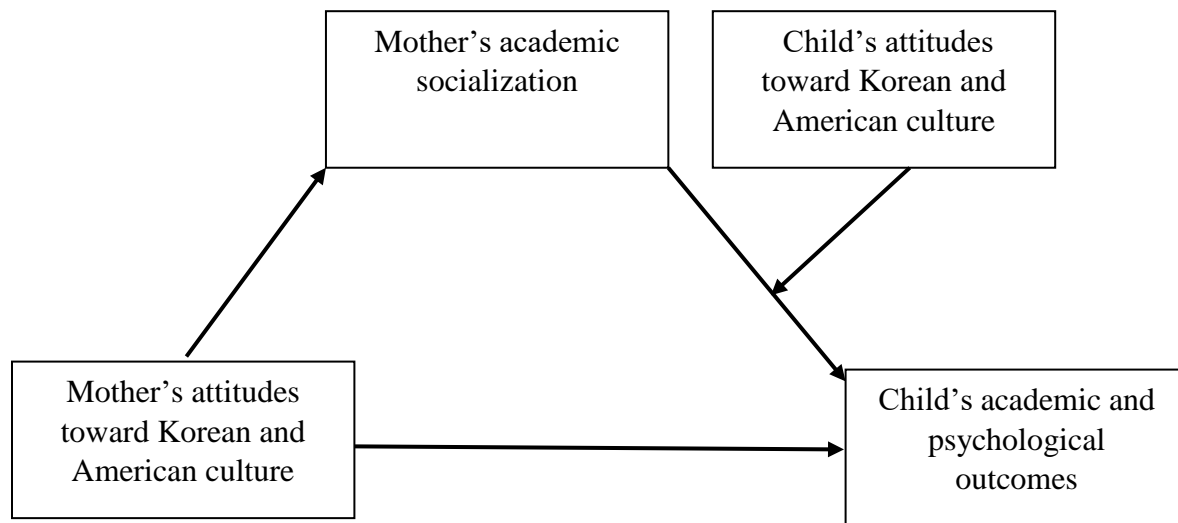 Mother’s academic
socialization
Child’s attitudes
toward Korean and
American culture
Mother’s attitudes
toward Korean and
American culture
Child’s academic and
psychological
outcomes